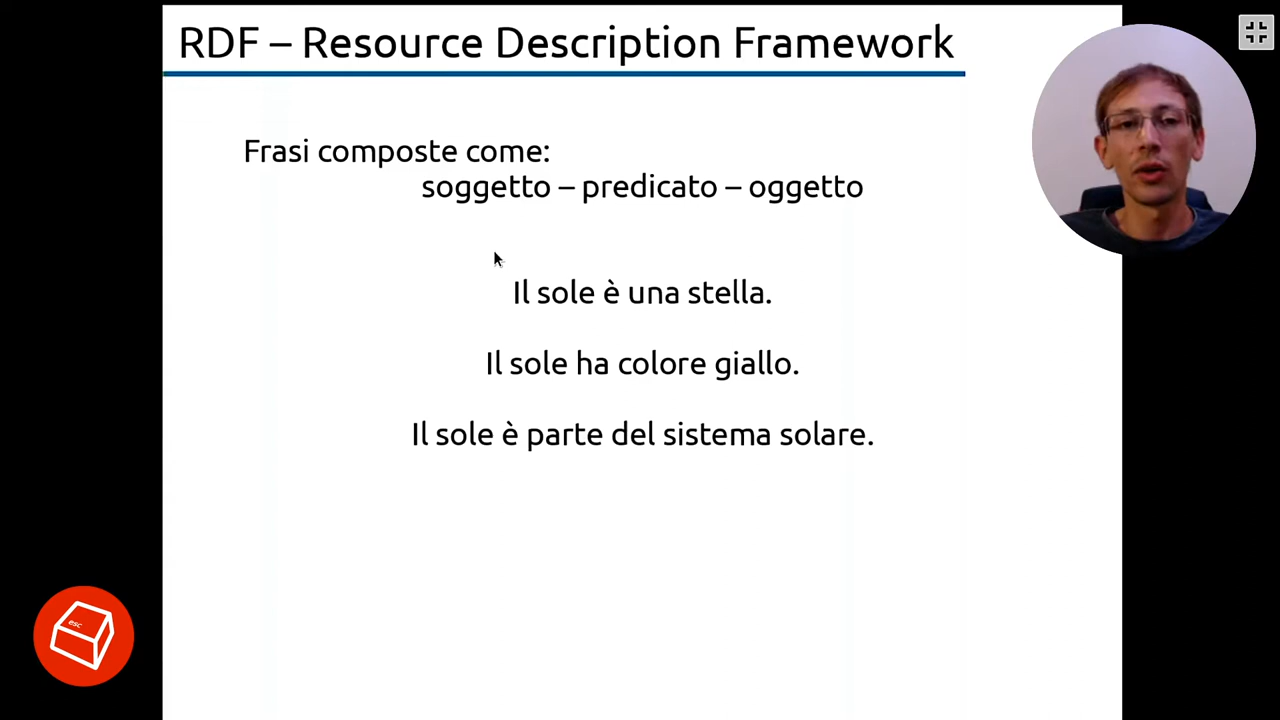 RDF – Resource Description Framework
Frasi composte come:
soggetto – predicato – oggetto
Il sole è una stella.
Il sole ha colore giallo.
Il sole è parte del sistema solare.
esc